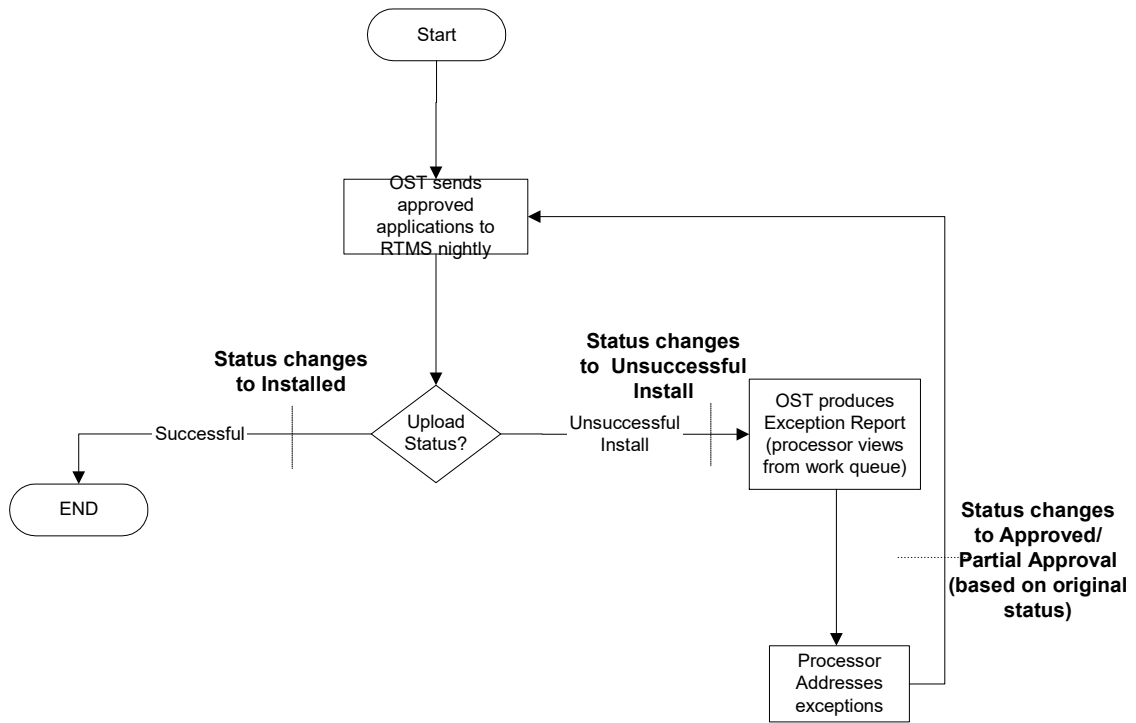 Start
OST sends
approved
applications to
RTMS nightly
Status changes
to Installed
Status changes
to Unsuccessful
Install
Successful
Upload
Status?
Unsuccessful
Install
OST produces
Exception Report
(processor views
from work queue)
END
Status changes
to Approved/
Partial Approval
(based on original
status)
Processor
Addresses
exceptions